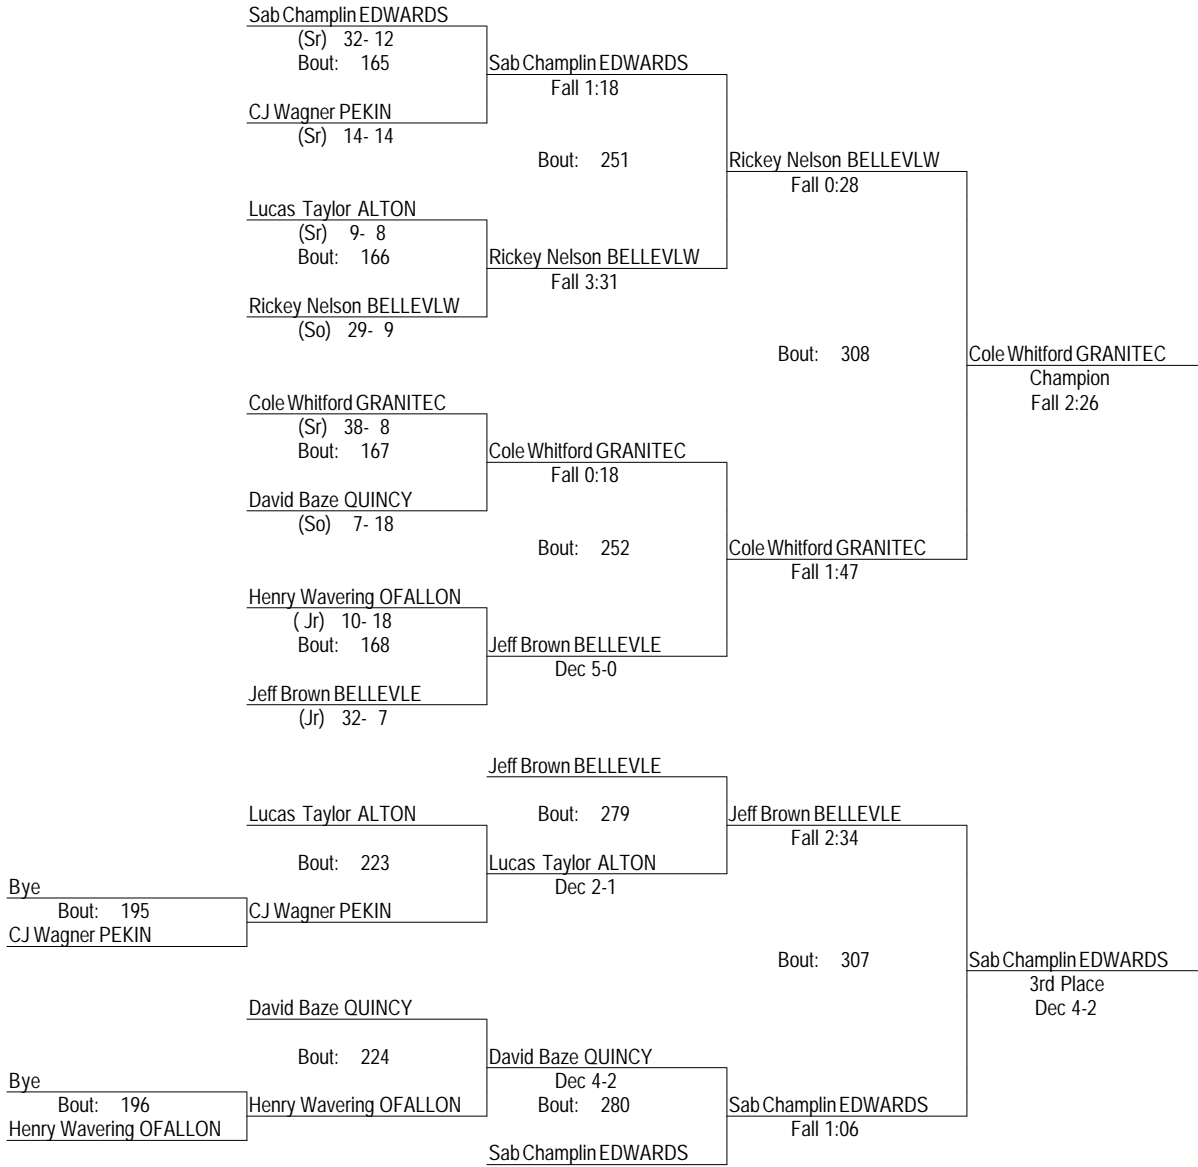 Sab Champlin EDWARDS
(Sr) 32- 12
Bout: 165
Sab Champlin EDWARDS
Fall 1:18
CJ Wagner PEKIN
(Sr) 14- 14
Bout: 251
Rickey Nelson BELLEVLW
Fall 0:28
Lucas Taylor ALTON
(Sr) 9- 8
Bout: 166
Rickey Nelson BELLEVLW
Fall 3:31
Rickey Nelson BELLEVLW
(So) 29- 9
Bout: 308
Cole Whitford GRANITEC
Champion
Fall 2:26
Cole Whitford GRANITEC
(Sr) 38- 8
Bout: 167
Cole Whitford GRANITEC
Fall 0:18
David Baze QUINCY
(So) 7- 18
Bout: 252
Cole Whitford GRANITEC
Fall 1:47
Henry Wavering OFALLON
( Jr) 10- 18
Bout: 168
Jeff Brown BELLEVLE
Dec 5-0
Jeff Brown BELLEVLE
(Jr) 32- 7
Jeff Brown BELLEVLE
Lucas Taylor ALTON
Bout: 279
Jeff Brown BELLEVLE
Fall 2:34
Bout: 223
Lucas Taylor ALTON
Dec 2-1
Bye
Bout: 195
CJ Wagner PEKIN
CJ Wagner PEKIN
Bout: 307
Sab Champlin EDWARDS
3rd Place
Dec 4-2
David Baze QUINCY
Bout: 224
David Baze QUINCY
Dec 4-2
Bye
Bout: 196
Henry Wavering OFALLON
Henry Wavering OFALLON
Bout: 280
Sab Champlin EDWARDS
Fall 1:06
Sab Champlin EDWARDS